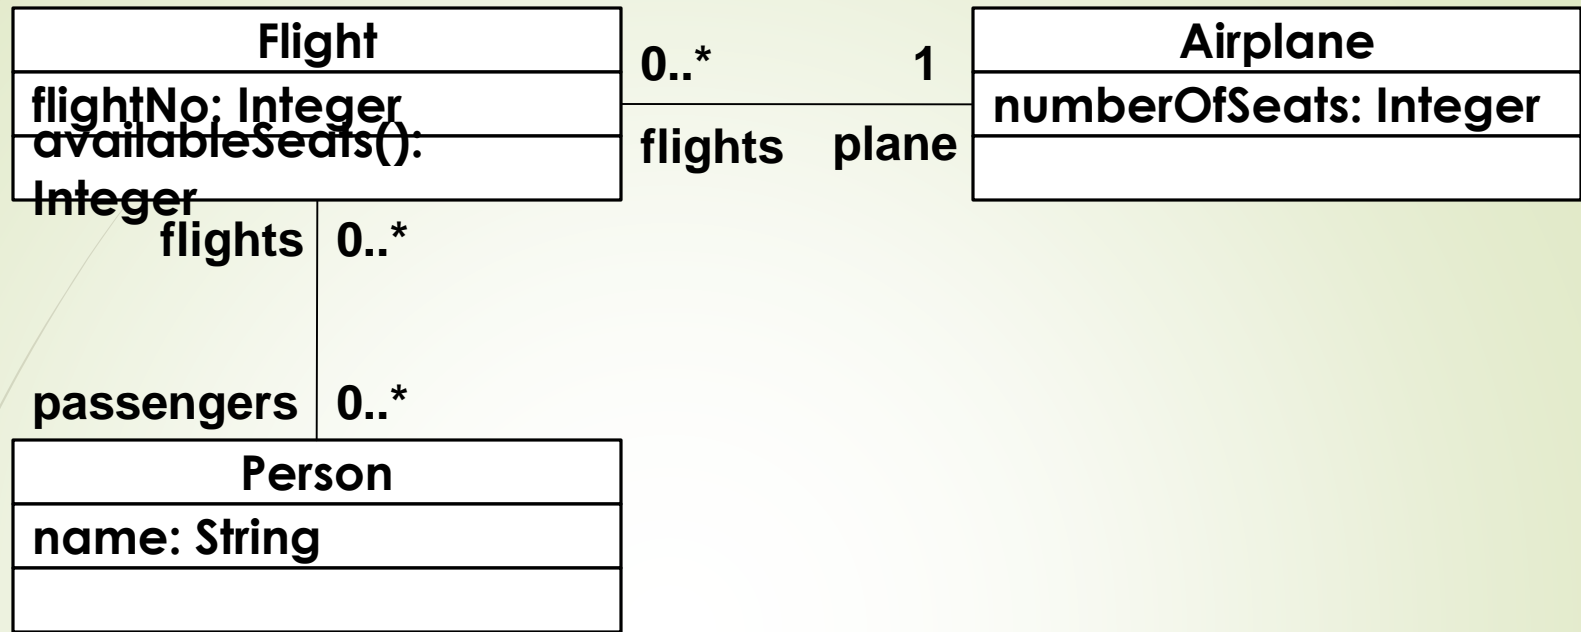 Flight
flightNo: Integer
availableSeats():
Integer
0..*
1
flights
plane
Airplane
numberOfSeats: Integer
flights
0..*
passengers
0..*
Person
name: String